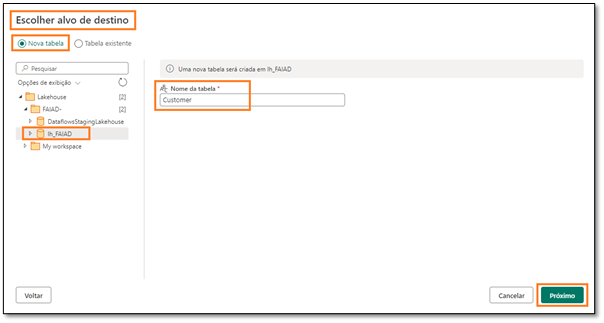 Escolher alvo de destino
Nova tabela
Tabela existente
Pesquisar
Opções de exibição
Lakehouse [2]
FAIAD- [2]
DataflowsStagingLakehouse
lh_FAIAD
My workspace
Uma nova tabela será criada em lh_FAIAD
Nome da tabela *
Customer
Voltar
Cancelar
Próximo